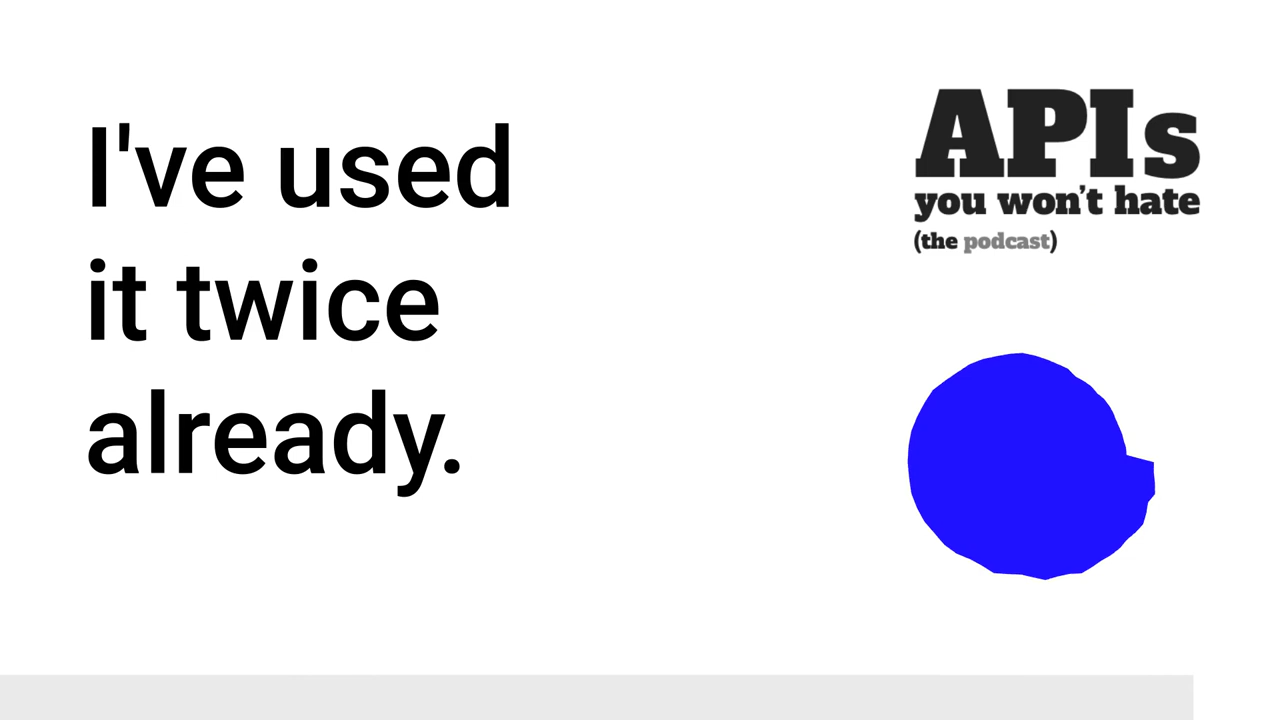 I've used
it twice
already.
APIs
you won't hate
(the podcast)